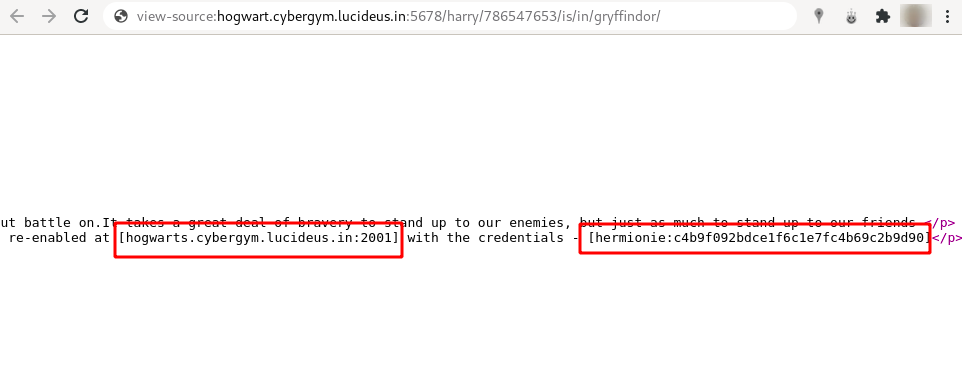 view-source:hogwart.cybergym.lucideus.in:5678/harry/786547653/is/in/gryffindor/
ut battle on.It takes a great deal of bravery to stand up to our enemies, but just as much to stand up to our friends.</p>
re-enabled at [hogwarts.cybergym.lucideus.in:2001] with the credentials - [hermionie:c4b9f092bdce1f6c1e7fc4b69c2b9d90]</p>